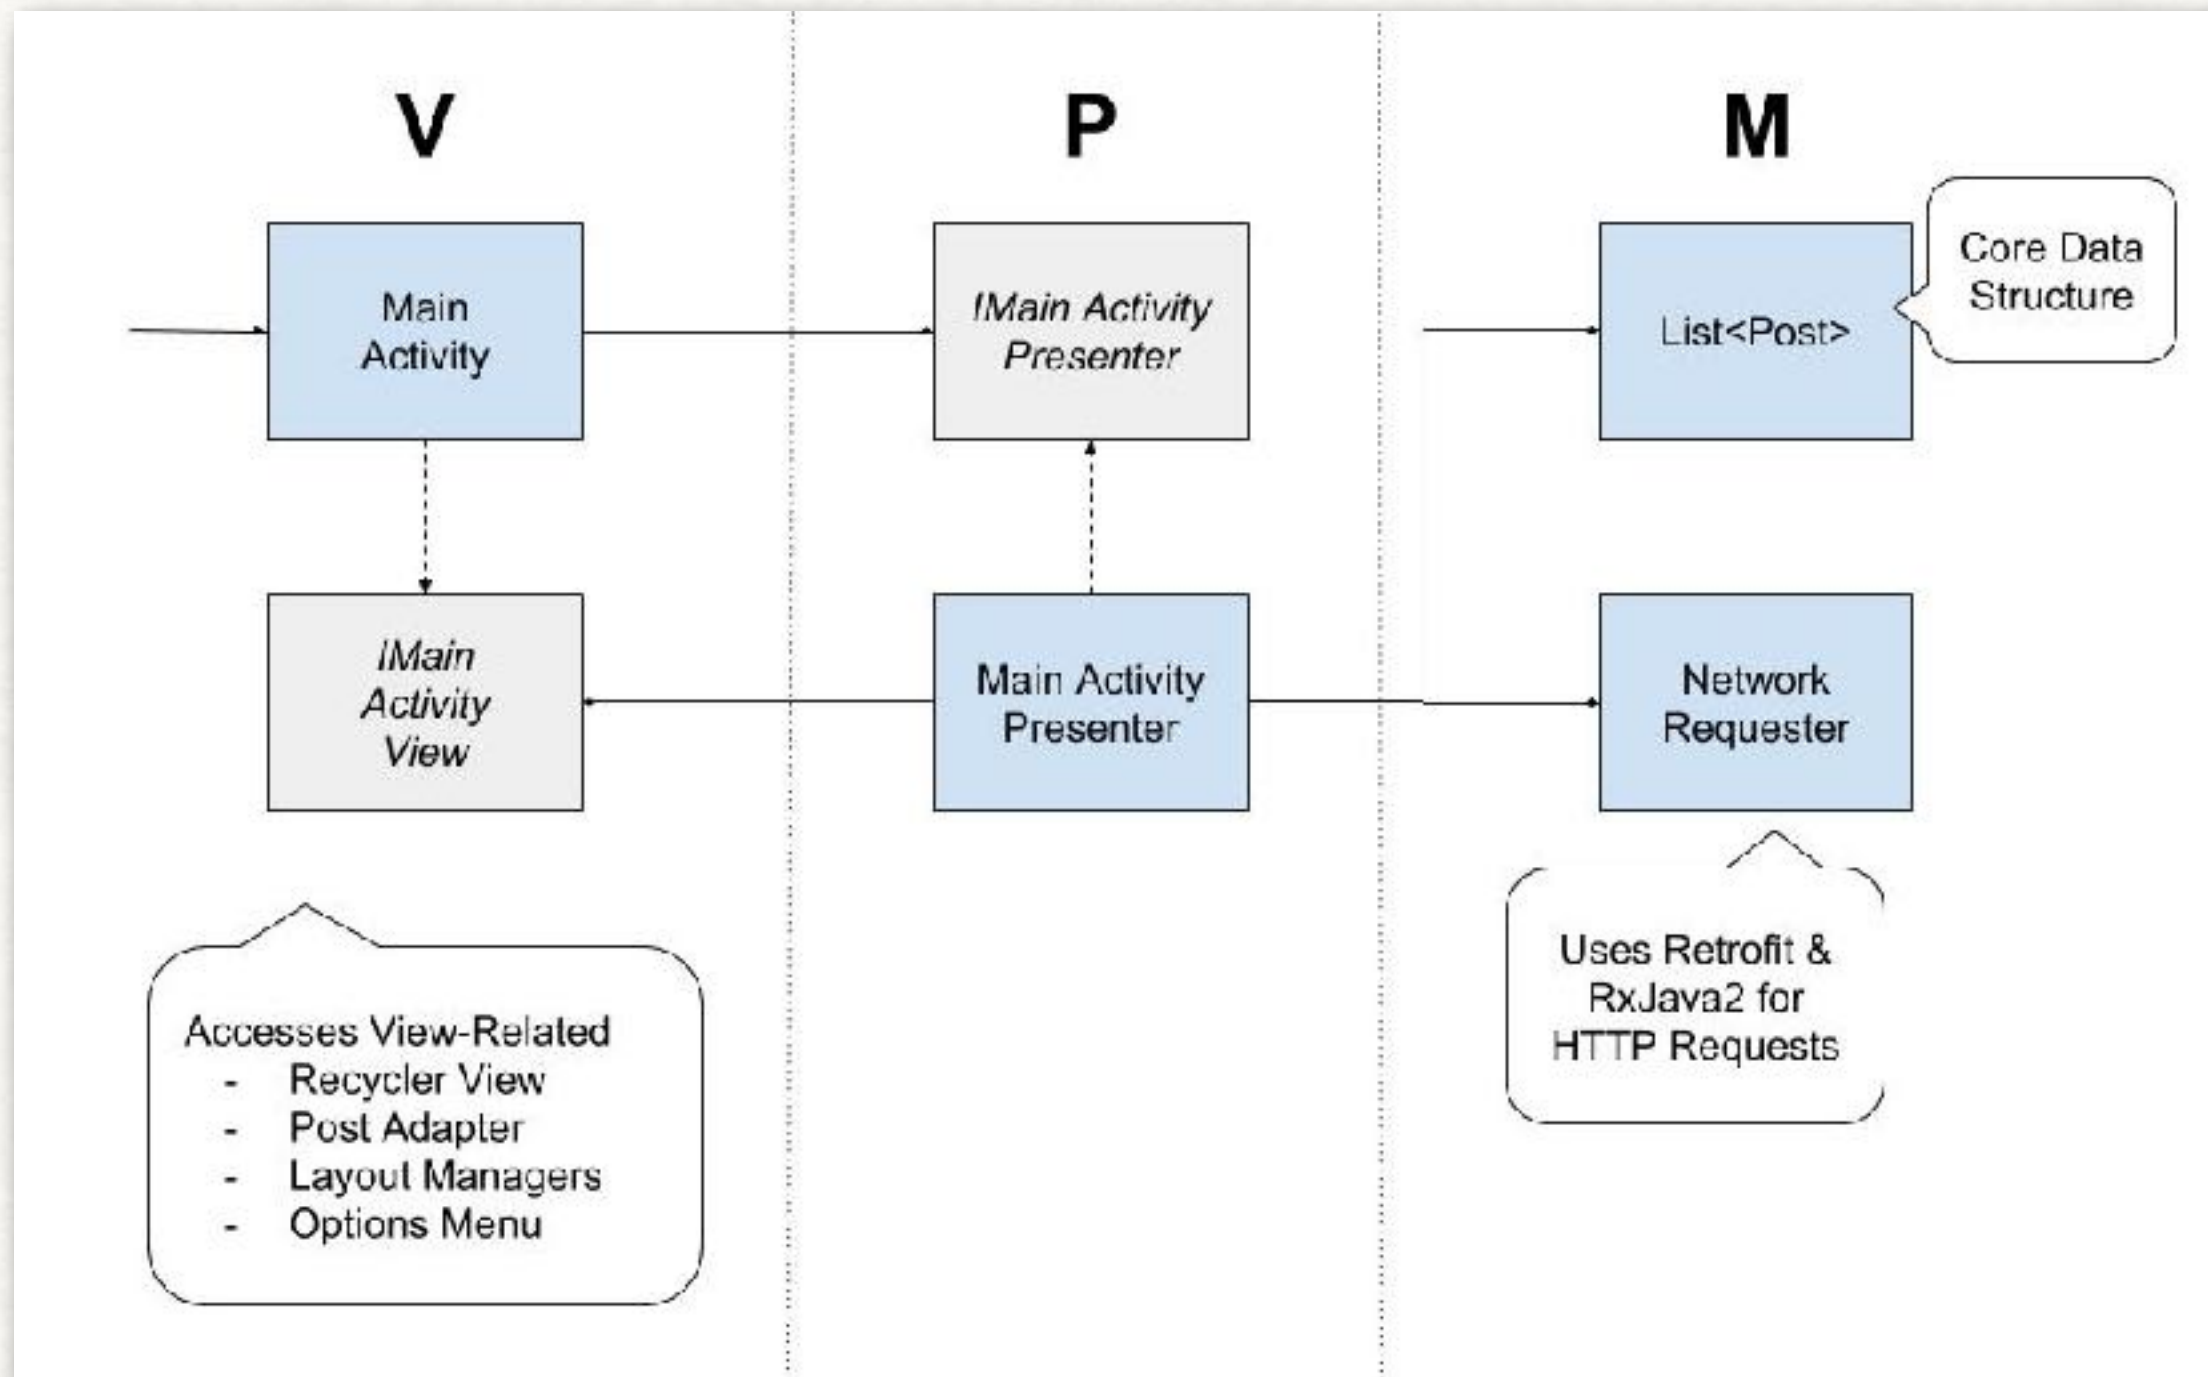 V
P
M
Main
Activity
IMain Activity
Presenter
List<Post>
Core Data
Structure
IMain
Activity
View
Main Activity
Presenter
Network
Requester
Accesses View-Related
- Recycler View
- Post Adapter
- Layout Managers
- Options Menu
Uses Retrofit &
RxJava2 for
HTTP Requests